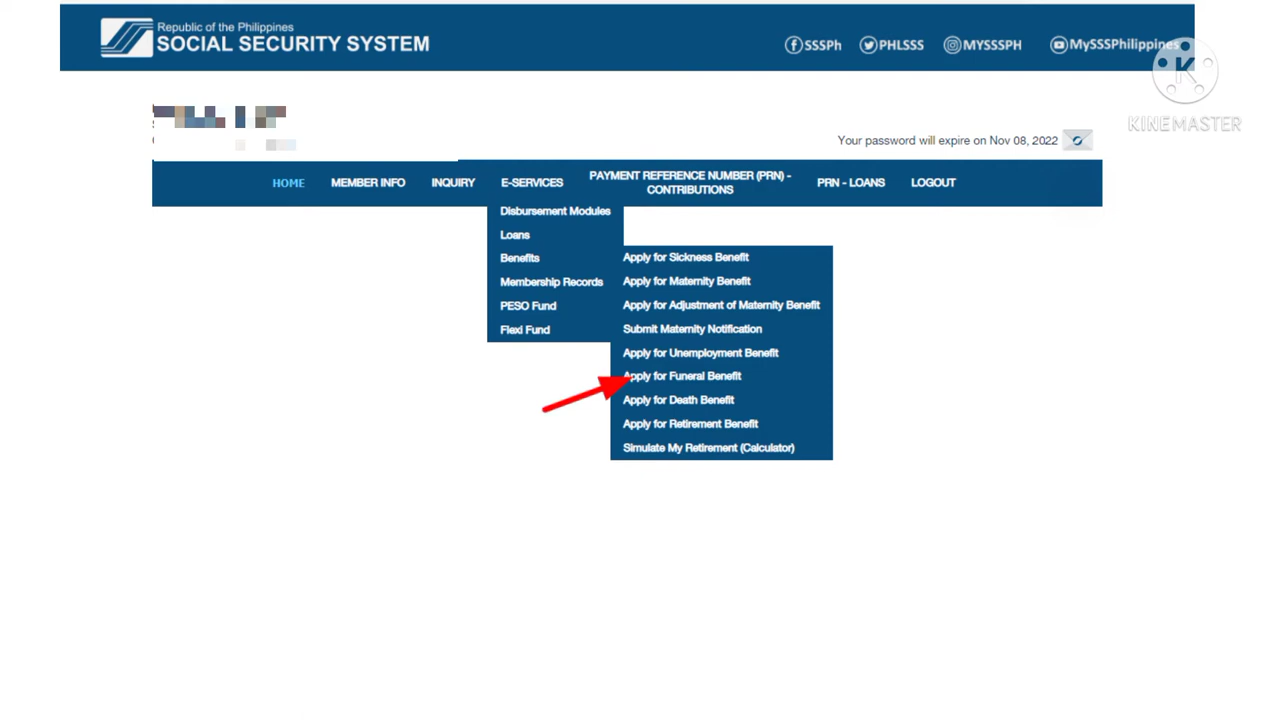 Republic of the Philippines
SOCIAL SECURITY SYSTEM
SSSPh
PHLSSS
MYSSSPH
MySSSPhilippines
K
KINEMASTER
Your password will expire on Nov 08, 2022
HOME
MEMBER INFO
INQUIRY
E-SERVICES
PAYMENT REFERENCE NUMBER (PRN) -
CONTRIBUTIONS
PRN - LOANS
LOGOUT
Disbursement Modules
Loans
Benefits
Membership Records
PESO Fund
Flexi Fund
Apply for Sickness Benefit
Apply for Maternity Benefit
Apply for Adjustment of Maternity Benefit
Submit Maternity Notification
Apply for Unemployment Benefit
Apply for Funeral Benefit
Apply for Death Benefit
Apply for Retirement Benefit
Simulate My Retirement (Calculator)